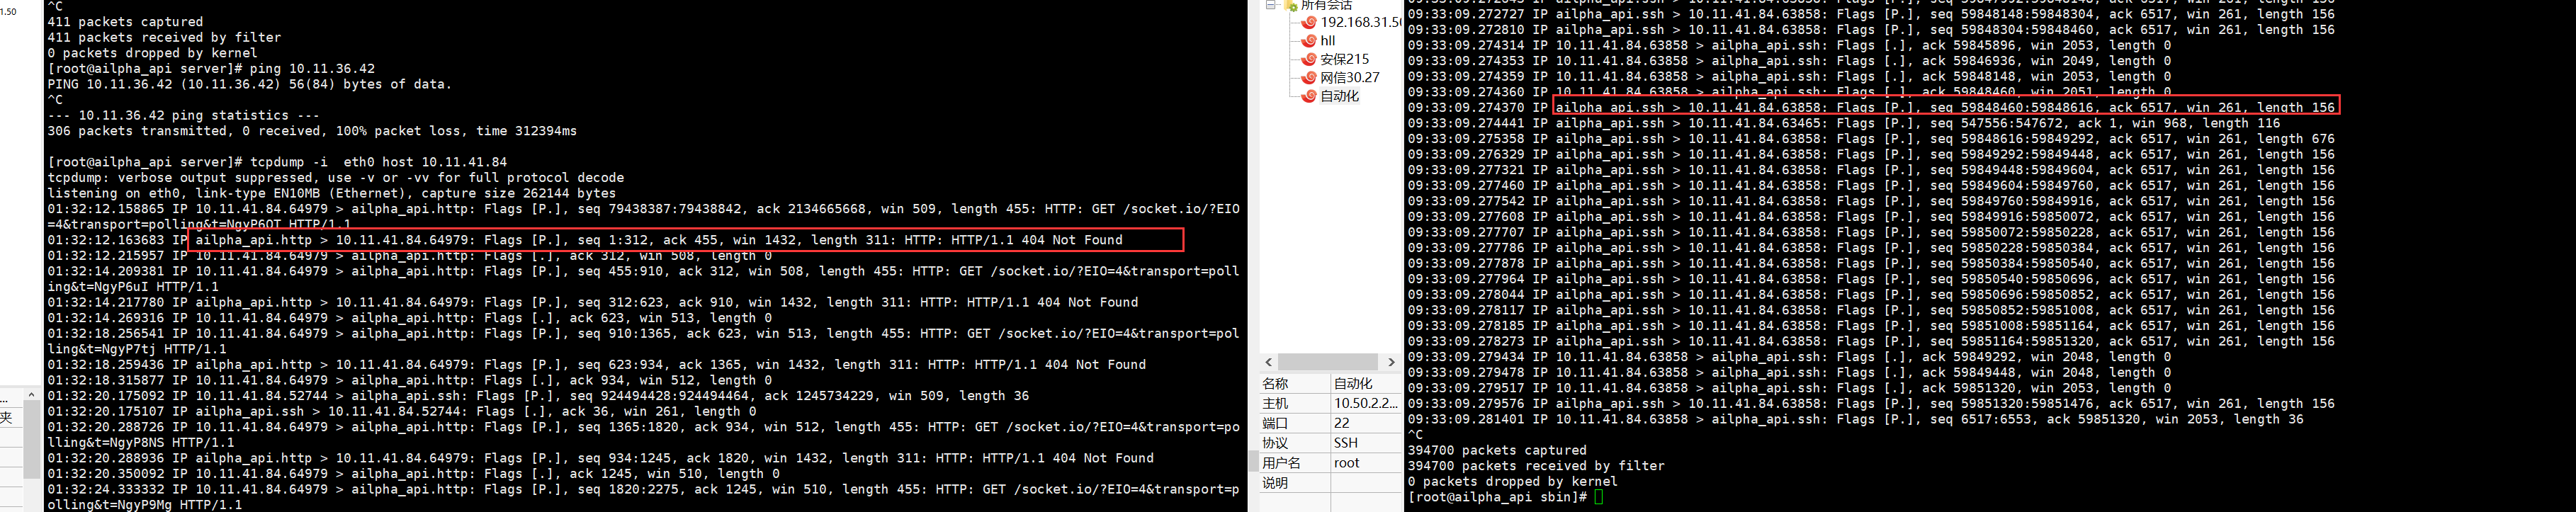 1.50
...
夹
^C
411 packets captured
411 packets received by filter
0 packets dropped by kernel
[root@ailpha_api server]# ping 10.11.36.42
PING 10.11.36.42 (10.11.36.42) 56(84) bytes of data.
^C
--- 10.11.36.42 ping statistics ---
306 packets transmitted, 0 received, 100% packet loss, time 312394ms
[root@ailpha_api server]# tcpdump -i  eth0 host 10.11.41.84
tcpdump: verbose output suppressed, use -v or -vv for full protocol decode
listening on eth0, link-type EN10MB (Ethernet), capture size 262144 bytes
01:32:12.158865 IP 10.11.41.84.64979 > ailpha_api.http: Flags [P.], seq 79438387:79438842, ack 2134665668, win 509, length 455: HTTP: GET /socket.io/?EIO
=4&transport=polling&t=NgyP6OT HTTP/1.1
01:32:12.163683 IP ailpha_api.http > 10.11.41.84.64979: Flags [P.], seq 1:312, ack 455, win 1432, length 311: HTTP: HTTP/1.1 404 Not Found
01:32:12.215957 IP 10.11.41.84.64979 > ailpha_api.http: Flags [.], ack 312, win 508, length 0
01:32:14.209381 IP 10.11.41.84.64979 > ailpha_api.http: Flags [P.], seq 455:910, ack 312, win 508, length 455: HTTP: GET /socket.io/?EIO=4&transport=poll
ing&t=NgyP6uI HTTP/1.1
01:32:14.217780 IP ailpha_api.http > 10.11.41.84.64979: Flags [P.], seq 312:623, ack 910, win 1432, length 311: HTTP: HTTP/1.1 404 Not Found
01:32:14.269316 IP 10.11.41.84.64979 > ailpha_api.http: Flags [.], ack 623, win 513, length 0
01:32:18.256541 IP 10.11.41.84.64979 > ailpha_api.http: Flags [P.], seq 910:1365, ack 623, win 513, length 455: HTTP: GET /socket.io/?EIO=4&transport=pol
ling&t=NgyP7tj HTTP/1.1
01:32:18.259436 IP ailpha_api.http > 10.11.41.84.64979: Flags [P.], seq 623:934, ack 1365, win 1432, length 311: HTTP: HTTP/1.1 404 Not Found
01:32:18.315877 IP 10.11.41.84.64979 > ailpha_api.http: Flags [.], ack 934, win 512, length 0
01:32:20.175092 IP 10.11.41.84.52744 > ailpha_api.ssh: Flags [P.], seq 924494428:924494464, ack 1245734229, win 509, length 36
01:32:20.175107 IP ailpha_api.ssh > 10.11.41.84.52744: Flags [.], ack 36, win 261, length 0
01:32:20.288726 IP 10.11.41.84.64979 > ailpha_api.http: Flags [P.], seq 1365:1820, ack 934, win 512, length 455: HTTP: GET /socket.io/?EIO=4&transport=po
lling&t=NgyP8NS HTTP/1.1
01:32:20.288936 IP ailpha_api.http > 10.11.41.84.64979: Flags [P.], seq 934:1245, ack 1820, win 1432, length 311: HTTP: HTTP/1.1 404 Not Found
01:32:20.350092 IP 10.11.41.84.64979 > ailpha_api.http: Flags [.], ack 1245, win 510, length 0
01:32:24.333332 IP 10.11.41.84.64979 > ailpha_api.http: Flags [P.], seq 1820:2275, ack 1245, win 510, length 455: HTTP: GET /socket.io/?EIO=4&transport=p
olling&t=NgyP9Mg HTTP/1.1
所有会话
192.168.31.50
hll
安保215
网信30.27
自动化
名称 自动化
主机 10.50.2.2...
端口 22
协议 SSH
用户名 root
说明
09:33:09.272727 IP ailpha_api.ssh > 10.11.41.84.63858: Flags [P.], seq 59848148:59848304, ack 6517, win 261, length 156
09:33:09.272810 IP ailpha_api.ssh > 10.11.41.84.63858: Flags [P.], seq 59848304:59848460, ack 6517, win 261, length 156
09:33:09.274314 IP 10.11.41.84.63858 > ailpha_api.ssh: Flags [.], ack 59845896, win 2053, length 0
09:33:09.274353 IP 10.11.41.84.63858 > ailpha_api.ssh: Flags [.], ack 59846936, win 2049, length 0
09:33:09.274359 IP 10.11.41.84.63858 > ailpha_api.ssh: Flags [.], ack 59848148, win 2053, length 0
09:33:09.274360 IP 10.11.41.84.63858 > ailpha_api.ssh: Flags [.], ack 59848460, win 2051, length 0
09:33:09.274370 IP ailpha_api.ssh > 10.11.41.84.63858: Flags [P.], seq 59848460:59848616, ack 6517, win 261, length 156
09:33:09.274441 IP ailpha_api.ssh > 10.11.41.84.63465: Flags [P.], seq 547556:547672, ack 1, win 968, length 116
09:33:09.275358 IP ailpha_api.ssh > 10.11.41.84.63858: Flags [P.], seq 59848616:59849292, ack 6517, win 261, length 676
09:33:09.276329 IP ailpha_api.ssh > 10.11.41.84.63858: Flags [P.], seq 59849292:59849448, ack 6517, win 261, length 156
09:33:09.277321 IP ailpha_api.ssh > 10.11.41.84.63858: Flags [P.], seq 59849448:59849604, ack 6517, win 261, length 156
09:33:09.277460 IP ailpha_api.ssh > 10.11.41.84.63858: Flags [P.], seq 59849604:59849760, ack 6517, win 261, length 156
09:33:09.277542 IP ailpha_api.ssh > 10.11.41.84.63858: Flags [P.], seq 59849760:59849916, ack 6517, win 261, length 156
09:33:09.277608 IP ailpha_api.ssh > 10.11.41.84.63858: Flags [P.], seq 59849916:59850072, ack 6517, win 261, length 156
09:33:09.277707 IP ailpha_api.ssh > 10.11.41.84.63858: Flags [P.], seq 59850072:59850228, ack 6517, win 261, length 156
09:33:09.277786 IP ailpha_api.ssh > 10.11.41.84.63858: Flags [P.], seq 59850228:59850384, ack 6517, win 261, length 156
09:33:09.277878 IP ailpha_api.ssh > 10.11.41.84.63858: Flags [P.], seq 59850384:59850540, ack 6517, win 261, length 156
09:33:09.277964 IP ailpha_api.ssh > 10.11.41.84.63858: Flags [P.], seq 59850540:59850696, ack 6517, win 261, length 156
09:33:09.278044 IP ailpha_api.ssh > 10.11.41.84.63858: Flags [P.], seq 59850696:59850852, ack 6517, win 261, length 156
09:33:09.278117 IP ailpha_api.ssh > 10.11.41.84.63858: Flags [P.], seq 59850852:59851008, ack 6517, win 261, length 156
09:33:09.278185 IP ailpha_api.ssh > 10.11.41.84.63858: Flags [P.], seq 59851008:59851164, ack 6517, win 261, length 156
09:33:09.278273 IP ailpha_api.ssh > 10.11.41.84.63858: Flags [P.], seq 59851164:59851320, ack 6517, win 261, length 156
09:33:09.279434 IP 10.11.41.84.63858 > ailpha_api.ssh: Flags [.], ack 59849292, win 2048, length 0
09:33:09.279478 IP 10.11.41.84.63858 > ailpha_api.ssh: Flags [.], ack 59849448, win 2048, length 0
09:33:09.279517 IP 10.11.41.84.63858 > ailpha_api.ssh: Flags [.], ack 59851320, win 2053, length 0
09:33:09.279576 IP ailpha_api.ssh > 10.11.41.84.63858: Flags [P.], seq 59851320:59851476, ack 6517, win 261, length 156
09:33:09.281401 IP 10.11.41.84.63858 > ailpha_api.ssh: Flags [P.], seq 6517:6553, ack 59851320, win 2053, length 36
^C
394700 packets captured
394700 packets received by filter
0 packets dropped by kernel
[root@ailpha_api sbin]#